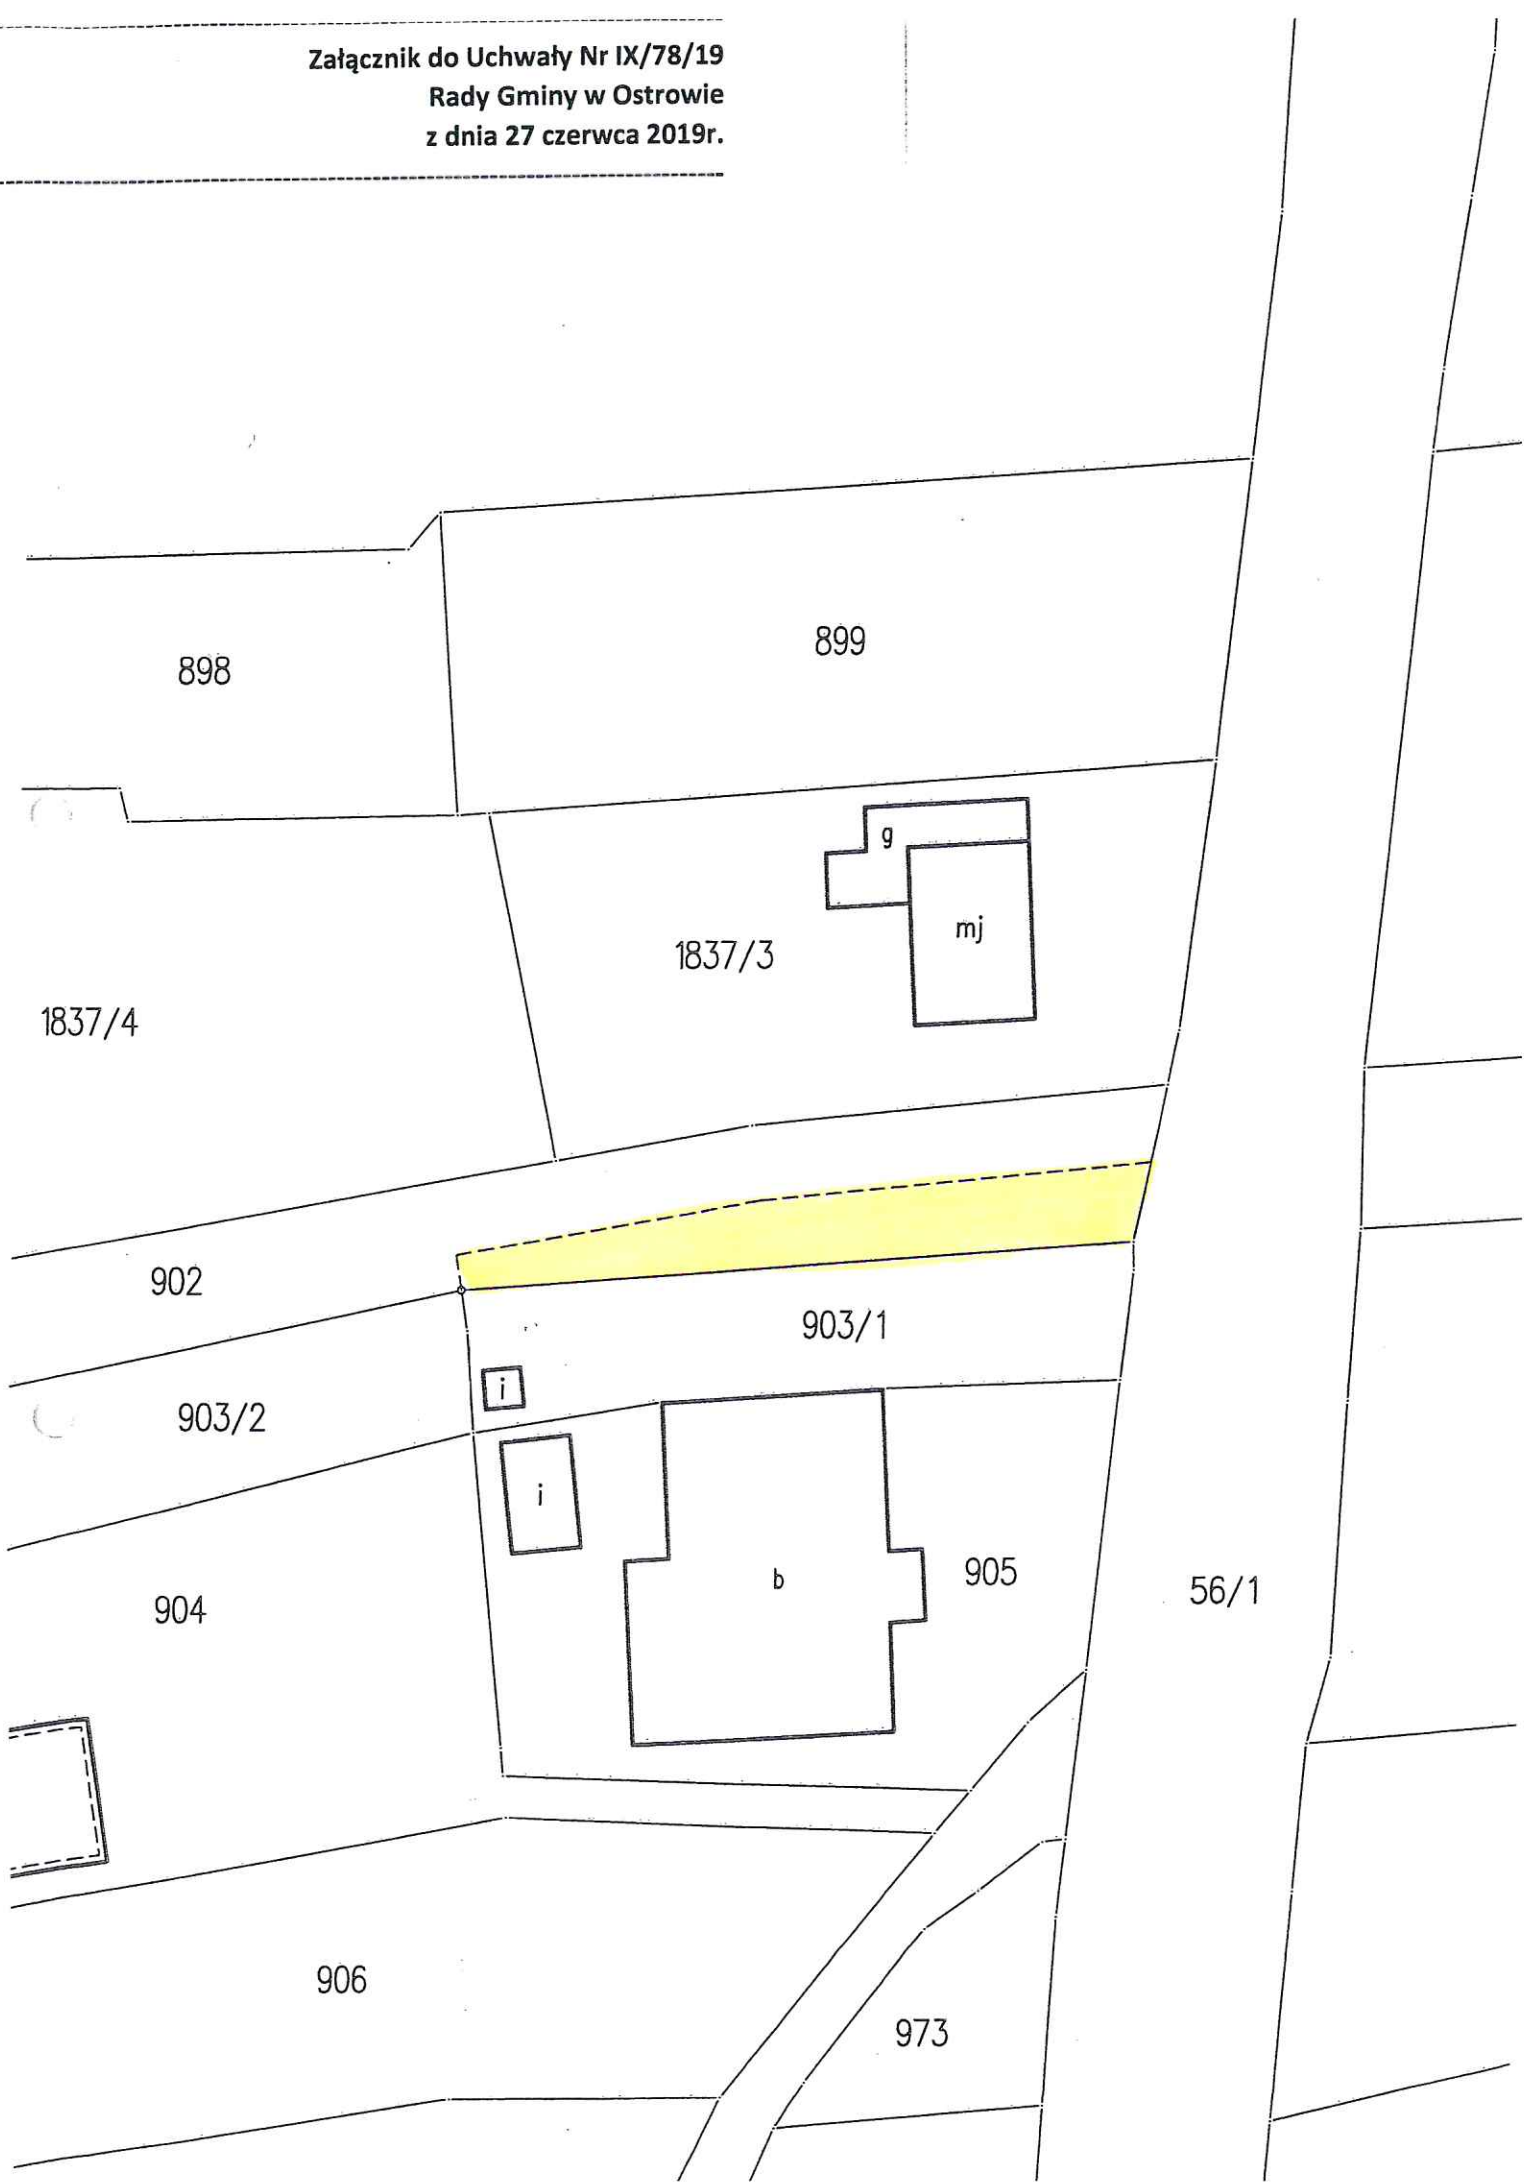 Załącznik do Uchwały Nr IX/78/19
Rady Gminy w Ostrowie
z dnia 27 czerwca 2019r.
899
898
g
mj
1837/3
1837/4
902
903/1
i
903/2
i
b
905
56/1
904
906
973